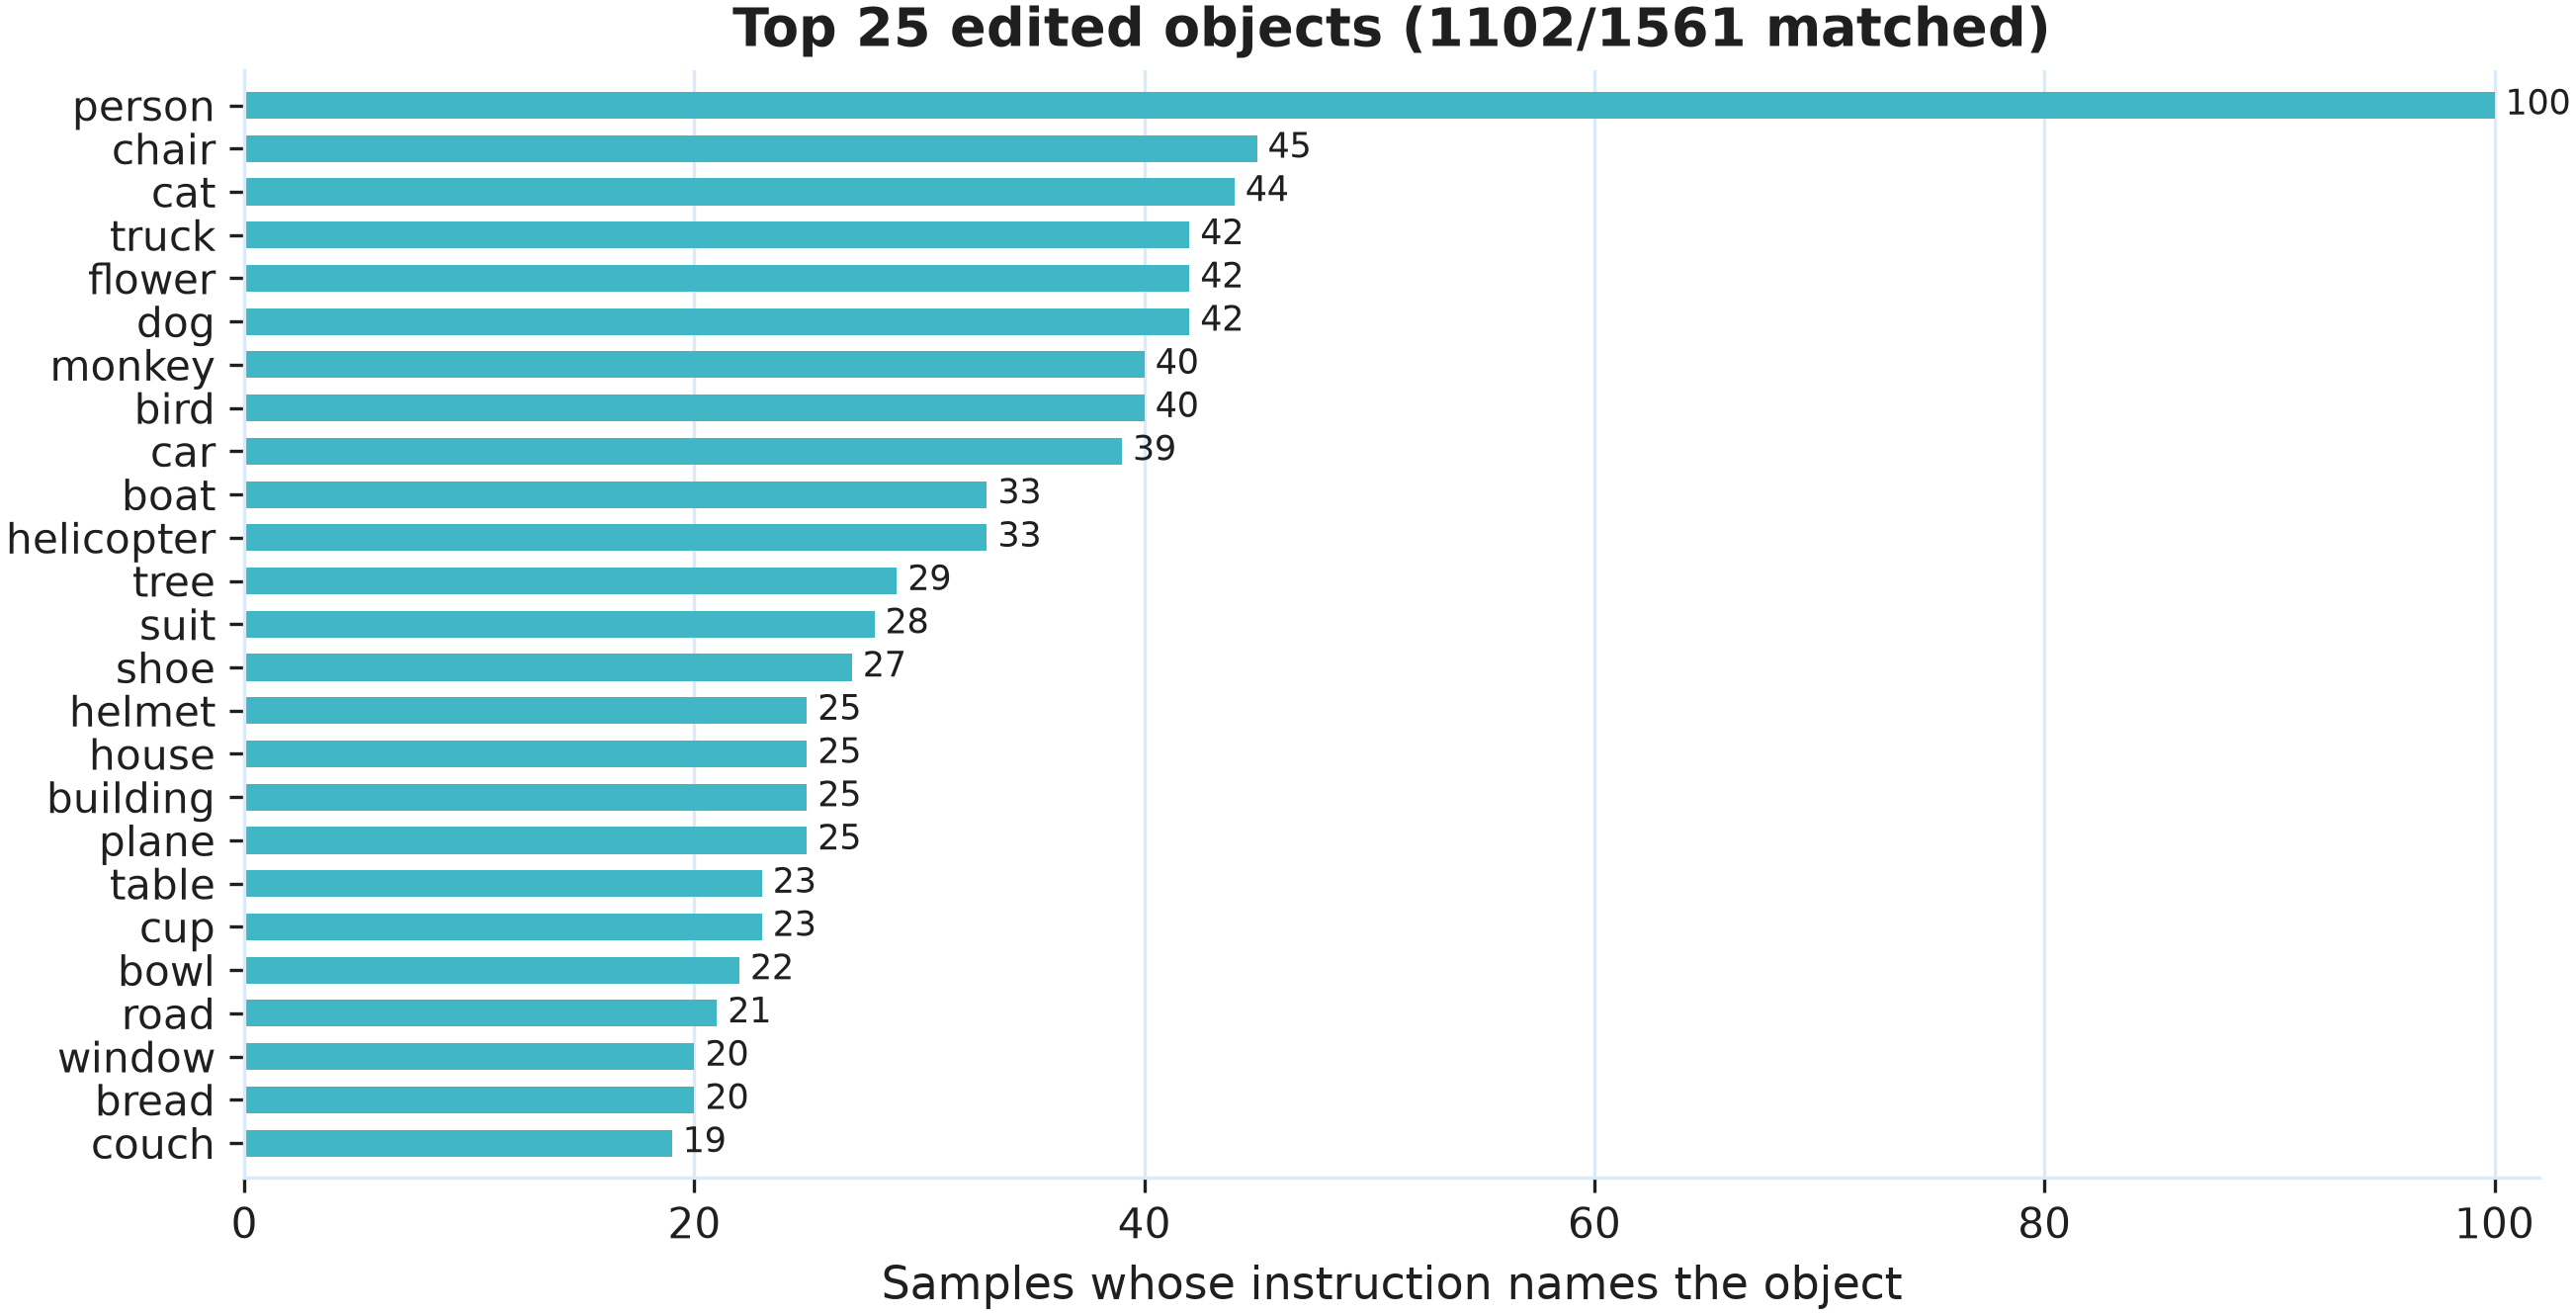 Top 25 edited objects (1102/1561 matched)
person 100
chair 45
cat 44
truck 42
flower 42
dog 42
monkey 40
bird 40
car 39
boat 33
helicopter 33
tree 29
suit 28
shoe 27
helmet 25
house 25
building 25
plane 25
table 23
cup 23
bowl 22
road 21
window 20
bread 20
couch 19
0 20 40 60 80 100
Samples whose instruction names the object